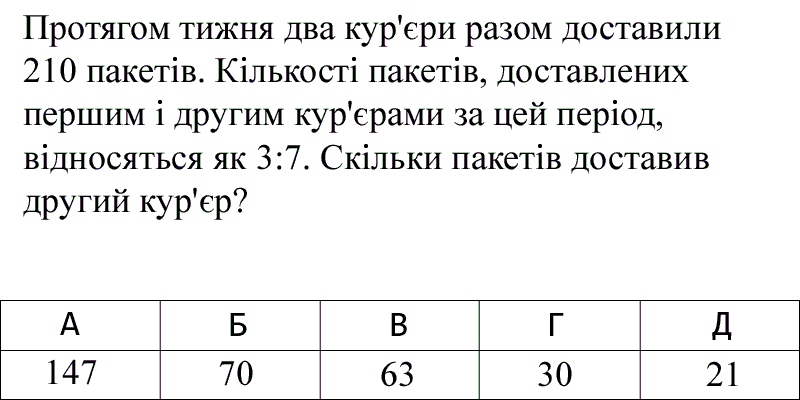 Протягом тижня два кур'єри разом доставили
210 пакетів. Кількості пакетів, доставлених
першим і другим кур'єрами за цей період,
відносяться як 3:7. Скільки пакетів доставив
другий кур'єр?
А Б В Г Д
147 70 63 30 21